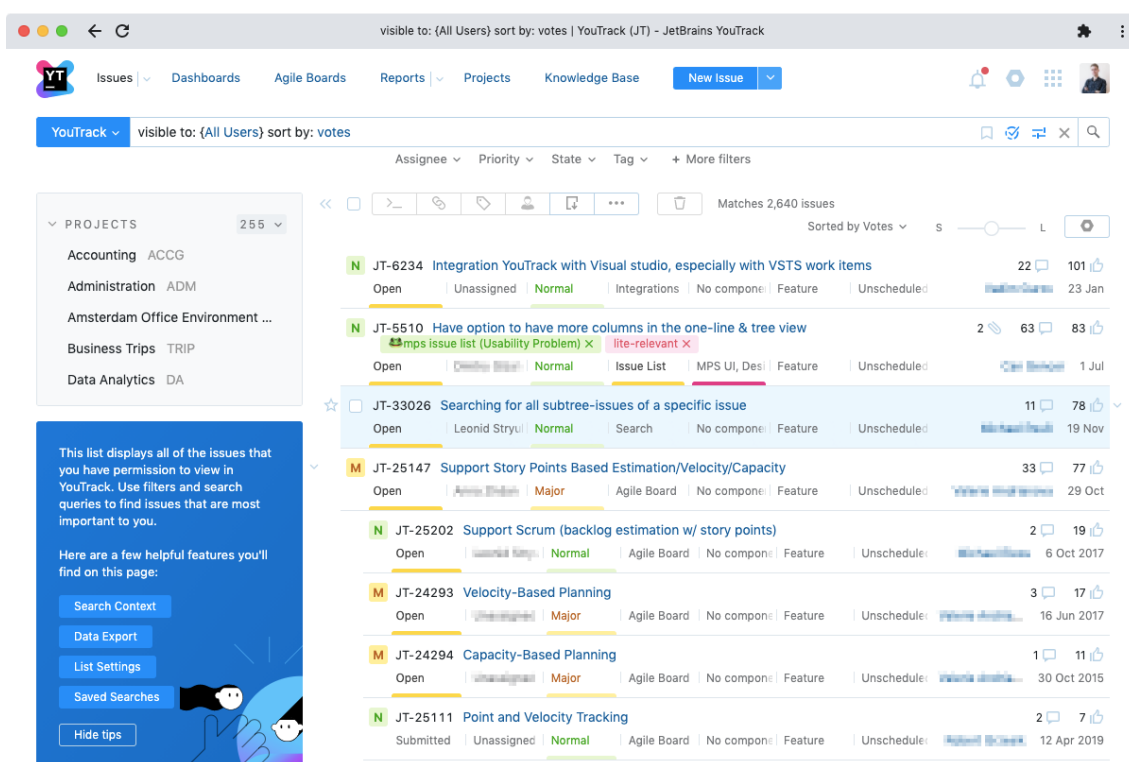 visible to: {All Users} sort by: votes | YouTrack (JT) - JetBrains YouTrack
YT
Issues Dashboards Agile Boards Reports Projects Knowledge Base New Issue
YouTrack visible to: {All Users} sort by: votes
Assignee Priority State Tag + More filters
PROJECTS 255
Accounting ACCG
Administration ADM
Amsterdam Office Environment ...
Business Trips TRIP
Data Analytics DA
This list displays all of the issues that
you have permission to view in
YouTrack. Use filters and search
queries to find issues that are most
important to you.
Here are a few helpful features you'll
find on this page:
Search Context
Data Export
List Settings
Saved Searches
Hide tips
Matches 2,640 issues
Sorted by Votes S L
N JT-6234 Integration YouTrack with Visual studio, especially with VSTS work items 22 101
Open Unassigned Normal Integrations No compone Feature Unscheduled 23 Jan
N JT-5510 Have option to have more columns in the one-line & tree view 2 63 83
mps issue list (Usability Problem) × lite-relevant ×
Open Normal Issue List MPS UI, Desi Feature Unscheduled 1 Jul
JT-33026 Searching for all subtree-issues of a specific issue 11 78
Open Leonid Stryul Normal Search No compone Feature Unscheduled 19 Nov
M JT-25147 Support Story Points Based Estimation/Velocity/Capacity 33 77
Open Major Agile Board No compone Feature Unscheduled 29 Oct
N JT-25202 Support Scrum (backlog estimation w/ story points) 2 19
Open Normal Agile Board No compone Feature Unschedule 6 Oct 2017
M JT-24293 Velocity-Based Planning 3 17
Open Major Agile Board No compone Feature Unschedule 16 Jun 2017
M JT-24294 Capacity-Based Planning 1 11
Open Major Agile Board No compone Feature Unschedule 30 Oct 2015
N JT-25111 Point and Velocity Tracking 2 7
Submitted Unassigned Normal Agile Board No compone Feature Unschedule 12 Apr 2019